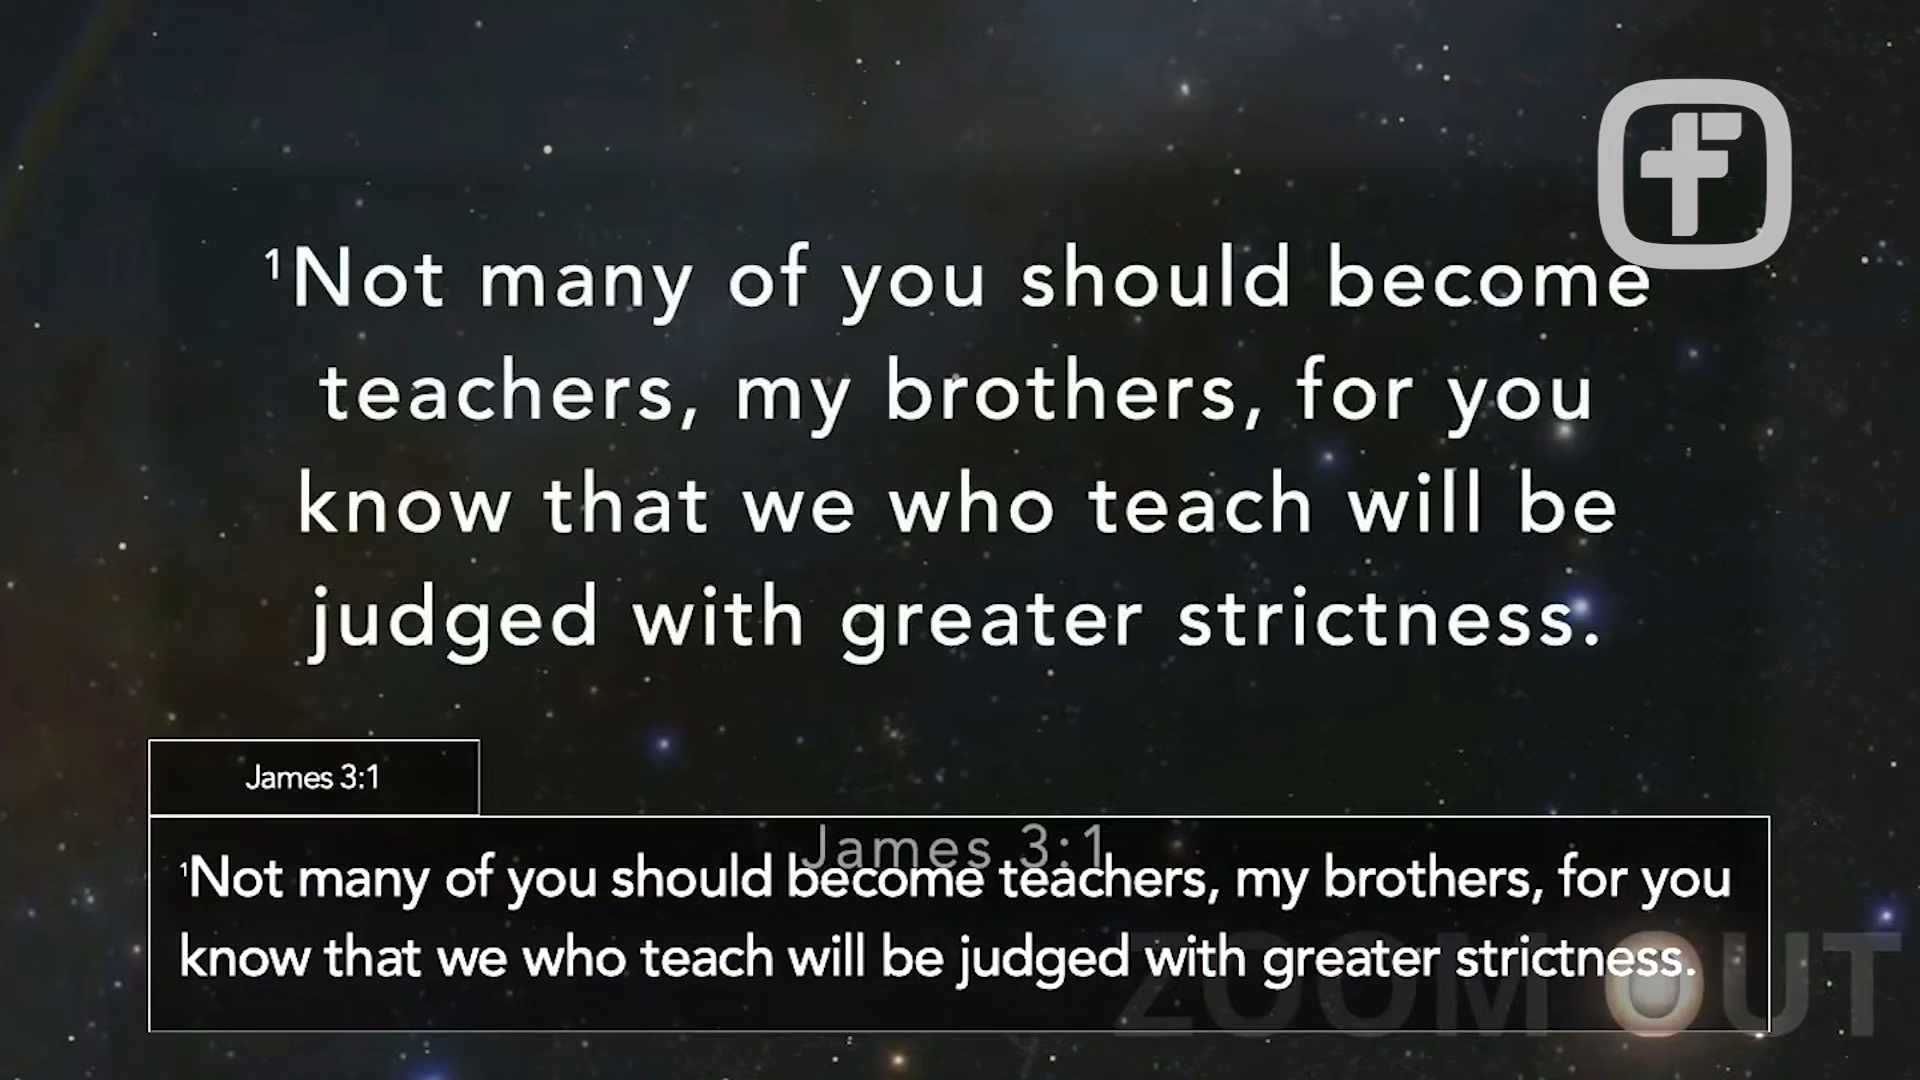 ¹Not many of you should become
teachers, my brothers, for you
know that we who teach will be
judged with greater strictness.
James 3:1
James 3:1
¹Not many of you should become teachers, my brothers, for you
know that we who teach will be judged with greater strictness.
ZOOM OUT